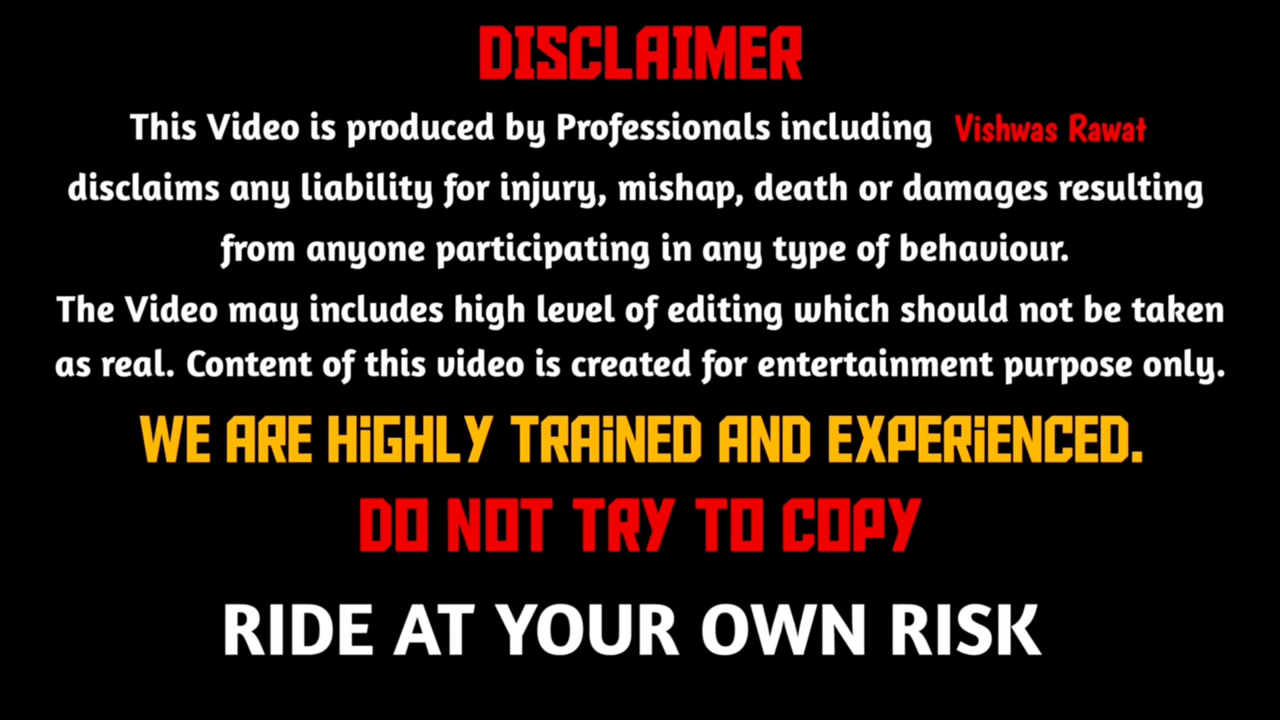 DISCLAIMER
This Video is produced by Professionals including Vishwas Rawat
disclaims any liability for injury, mishap, death or damages resulting
from anyone participating in any type of behaviour.
The Video may includes high level of editing which should not be taken
as real. Content of this video is created for entertainment purpose only.
WE ARE HiGHLY TRAiNED AND EXPERiENCED.
DO NOT TRY TO COPY
RIDE AT YOUR OWN RISK